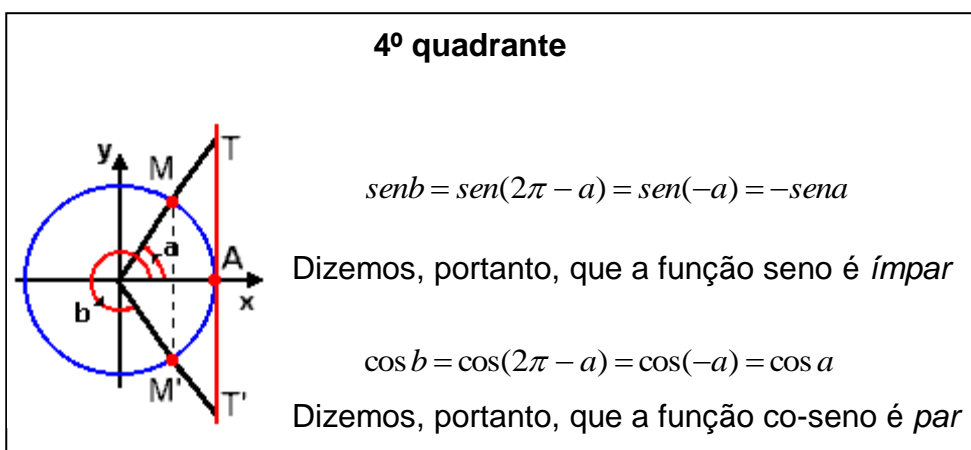 4º quadrante
y
M
T
senb = sen(2π − a) = sen(−a) = −sena
a
A
Dizemos, portanto, que a função seno é ímpar
x
b
cos b = cos(2π − a) = cos(−a) = cos a
M'
T'
Dizemos, portanto, que a função co-seno é par